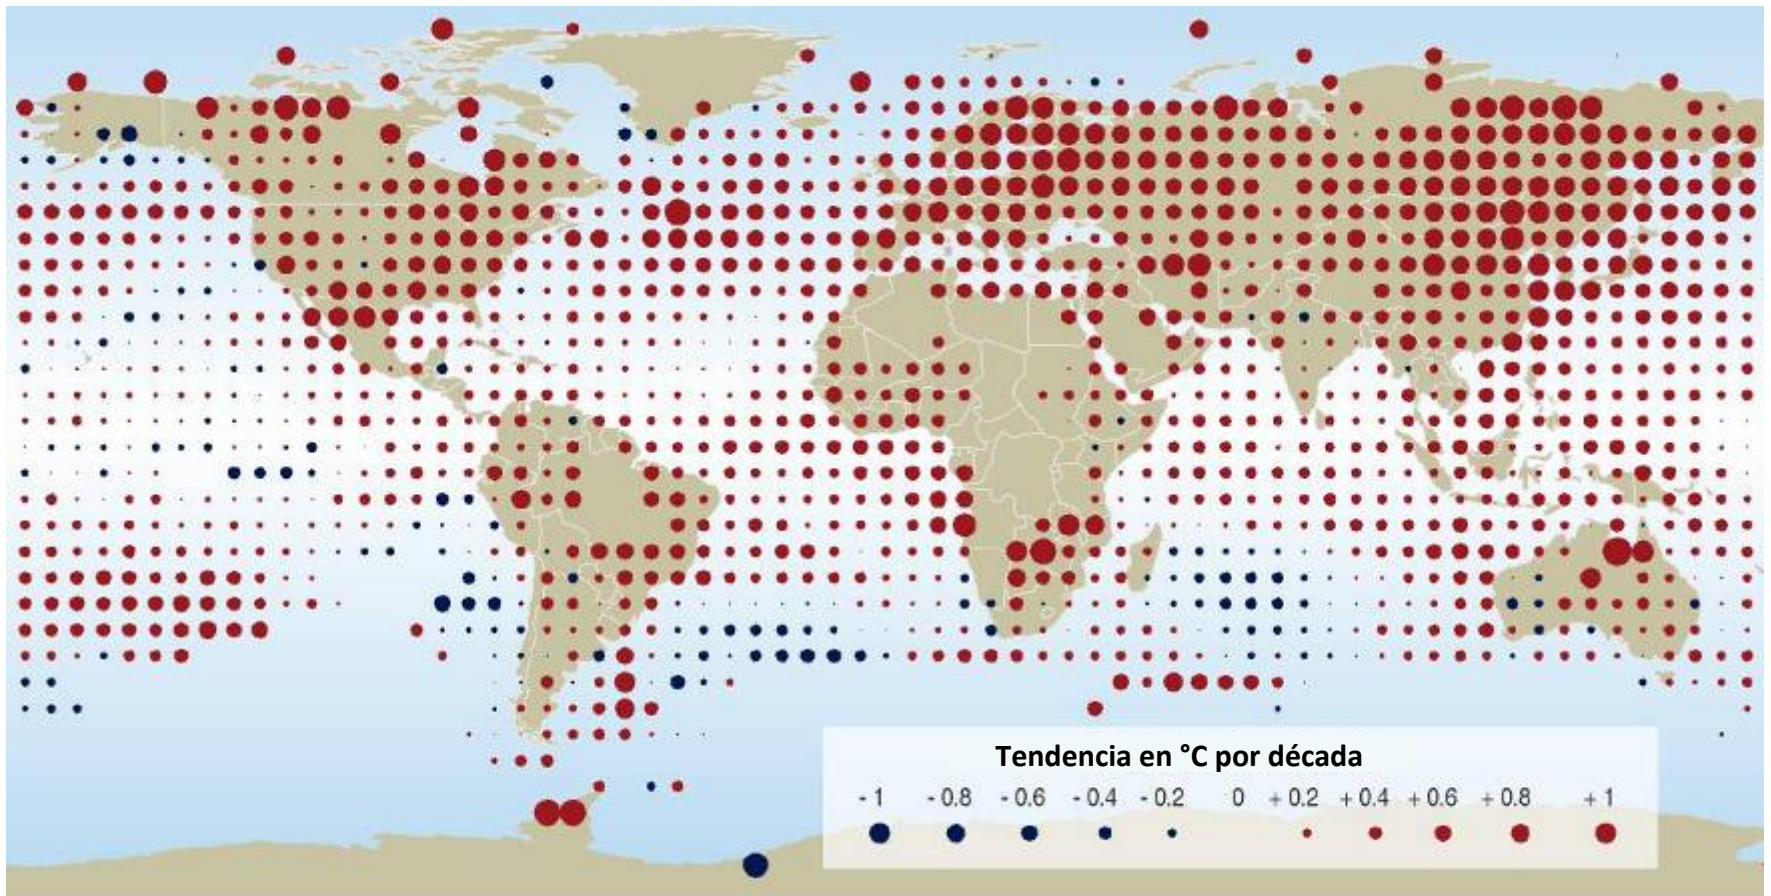 Tendencia en °C por década
- 1 - 0.8 - 0.6 - 0.4 - 0.2 0 + 0.2 + 0.4 + 0.6 + 0.8 + 1